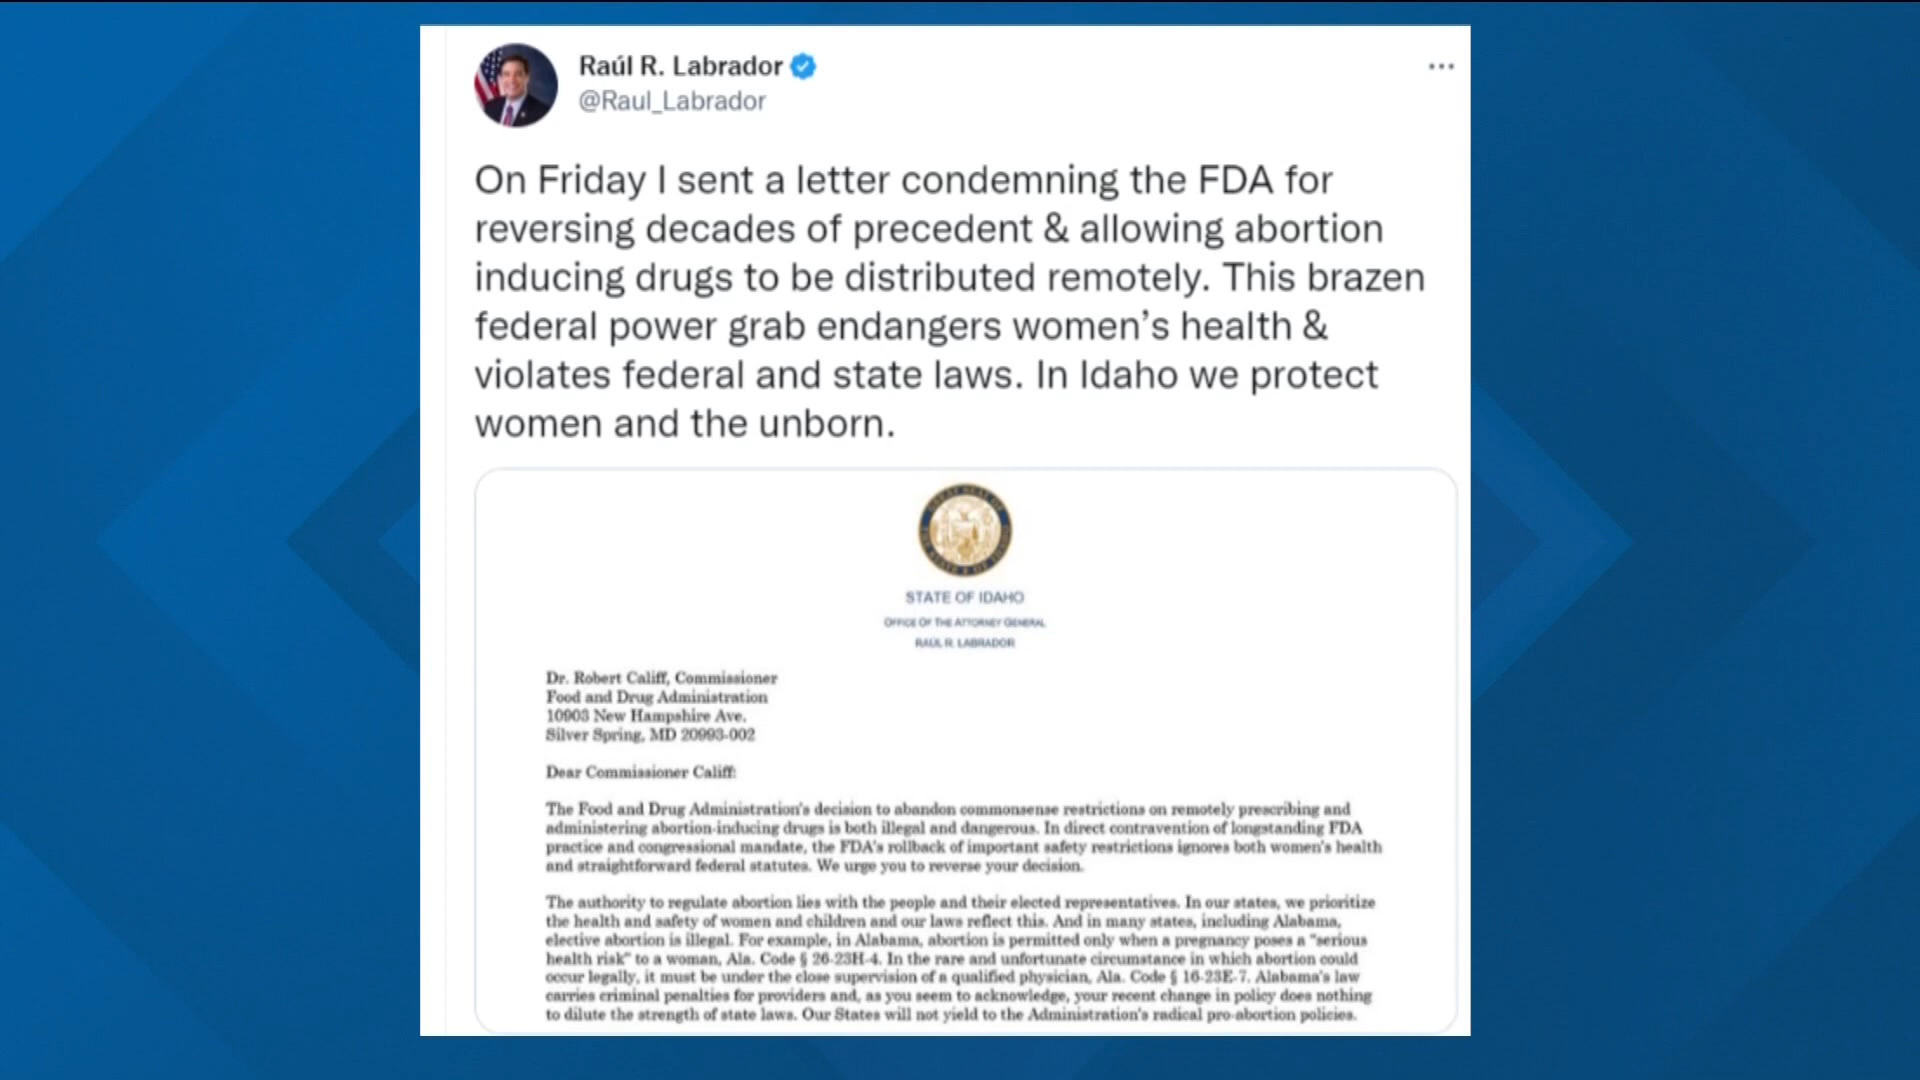 Raúl R. Labrador
@Raul_Labrador
On Friday I sent a letter condemning the FDA for
reversing decades of precedent & allowing abortion
inducing drugs to be distributed remotely. This brazen
federal power grab endangers women's health &
violates federal and state laws. In Idaho we protect
women and the unborn.
STATE OF IDAHO
OFFICE OF THE ATTORNEY GENERAL
RAUL R. LABRADOR
Dr. Robert Califf, Commissioner
Food and Drug Administration
10903 New Hampshire Ave.
Silver Spring, MD 20993-002
Dear Commissioner Califf:
The Food and Drug Administration's decision to abandon commonsense restrictions on remotely prescribing and
administering abortion-inducing drugs is both illegal and dangerous. In direct contravention of longstanding FDA
practice and congressional mandate, the FDA's rollback of important safety restrictions ignores both women's health
and straightforward federal statutes. We urge you to reverse your decision.
The authority to regulate abortion lies with the people and their elected representatives. In our states, we prioritize
the health and safety of women and children and our laws reflect this. And in many states, including Alabama,
elective abortion is illegal. For example, in Alabama, abortion is permitted only when a pregnancy poses a "serious
health risk" to a woman, Ala. Code § 26-23H-4. In the rare and unfortunate circumstance in which abortion could
occur legally, it must be under the close supervision of a qualified physician, Ala. Code § 16-23E-7. Alabama's law
carries criminal penalties for providers and, as you seem to acknowledge, your recent change in policy does nothing
to dilute the strength of state laws. Our States will not yield to the Administration's radical pro-abortion policies.